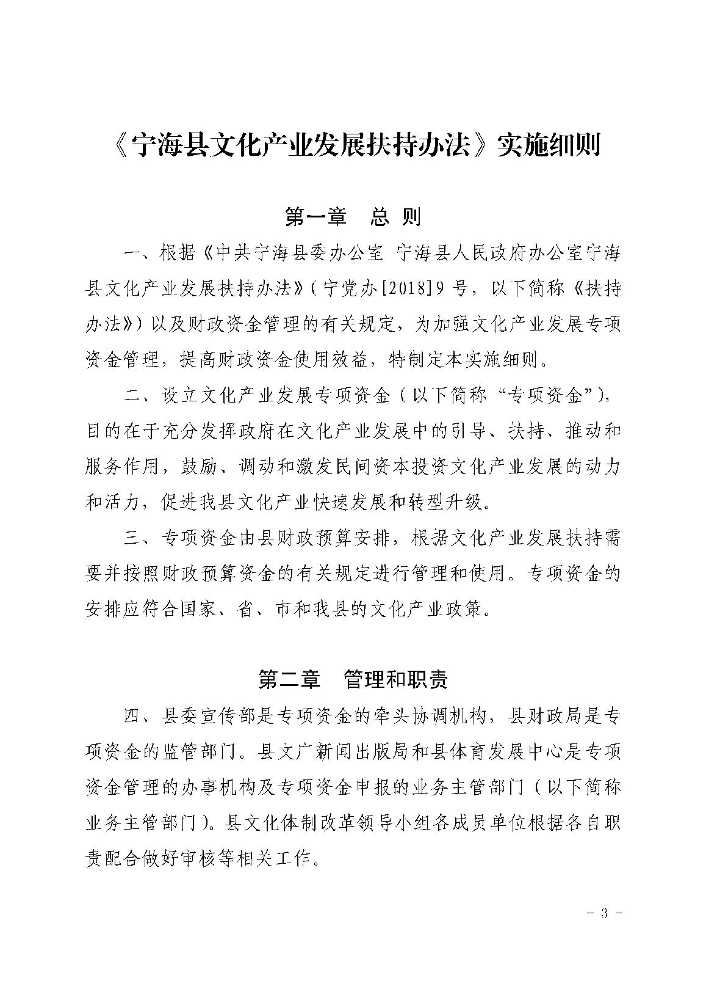 《宁海县文化产业发展扶持办法》实施细则
第一章 总 则
一、根据《中共宁海县委办公室 宁海县人民政府办公室宁海
县文化产业发展扶持办法》（宁党办[2018]9 号，以下简称《扶持
办法》）以及财政资金管理的有关规定，为加强文化产业发展专项
资金管理，提高财政资金使用效益，特制定本实施细则。
二、设立文化产业发展专项资金（以下简称“专项资金”），
目的在于充分发挥政府在文化产业发展中的引导、扶持、推动和
服务作用，鼓励、调动和激发民间资本投资文化产业发展的动力
和活力，促进我县文化产业快速发展和转型升级。
三、专项资金由县财政预算安排，根据文化产业发展扶持需
要并按照财政预算资金的有关规定进行管理和使用。专项资金的
安排应符合国家、省、市和我县的文化产业政策。
第二章 管理和职责
四、县委宣传部是专项资金的牵头协调机构，县财政局是专
项资金的监管部门。县文广新闻出版局和县体育发展中心是专项
资金管理的办事机构及专项资金申报的业务主管部门（以下简称
业务主管部门）。县文化体制改革领导小组各成员单位根据各自职
责配合做好审核等相关工作。
- 3 -